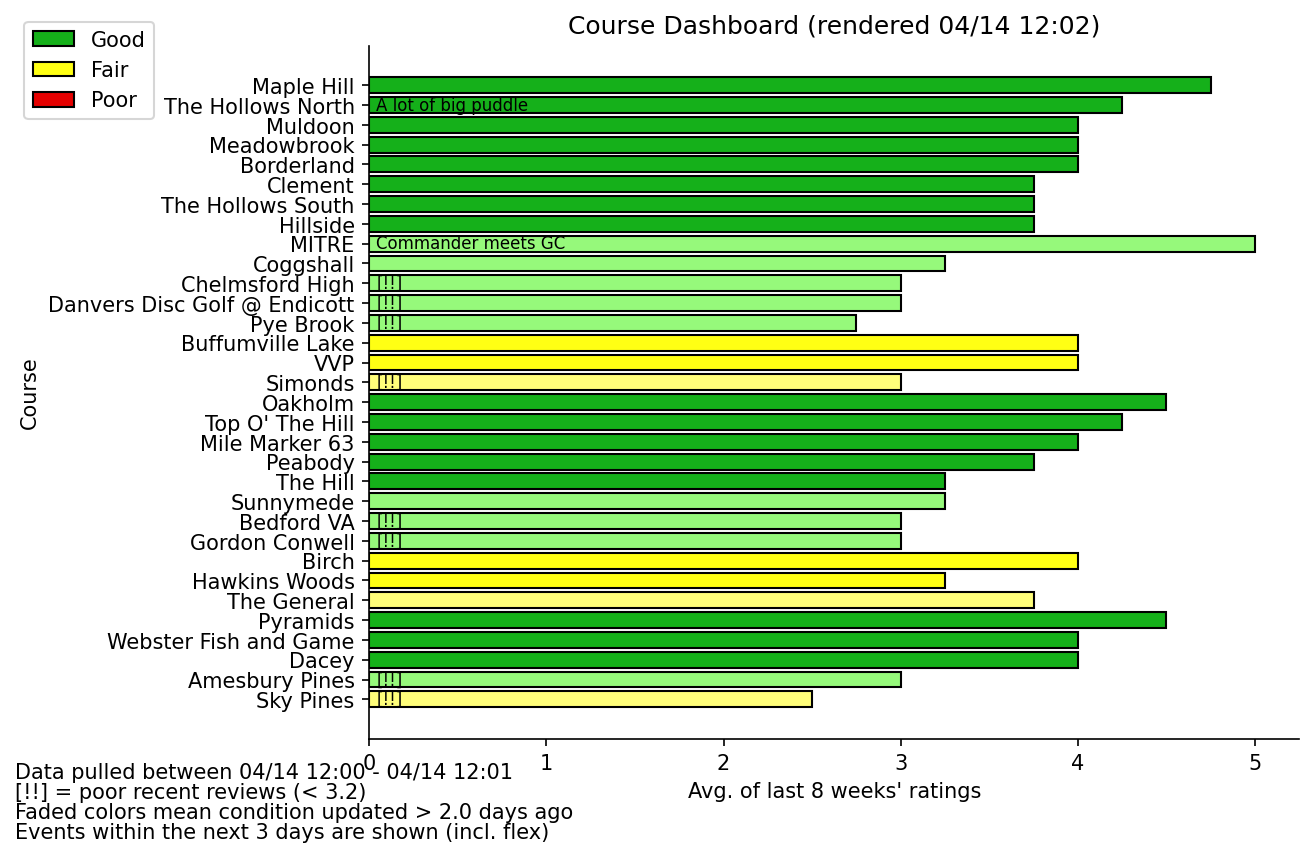 Course Dashboard (rendered 04/14 12:02)
Good
Fair
Poor
Course
Maple Hill
The Hollows North
A lot of big puddle
Muldoon
Meadowbrook
Borderland
Clement
The Hollows South
Hillside
MITRE
Commander meets GC
Coggshall
Chelmsford High
[!!]
Danvers Disc Golf @ Endicott
[!!]
Pye Brook
[!!]
Buffumville Lake
VVP
Simonds
[!!]
Oakholm
Top O' The Hill
Mile Marker 63
Peabody
The Hill
Sunnymede
Bedford VA
[!!]
Gordon Conwell
[!!]
Birch
Hawkins Woods
The General
Pyramids
Webster Fish and Game
Dacey
Amesbury Pines
[!!]
Sky Pines
[!!]
0 1 2 3 4 5
Avg. of last 8 weeks' ratings
Data pulled between 04/14 12:00 - 04/14 12:01
[!!] = poor recent reviews (< 3.2)
Faded colors mean condition updated > 2.0 days ago
Events within the next 3 days are shown (incl. flex)